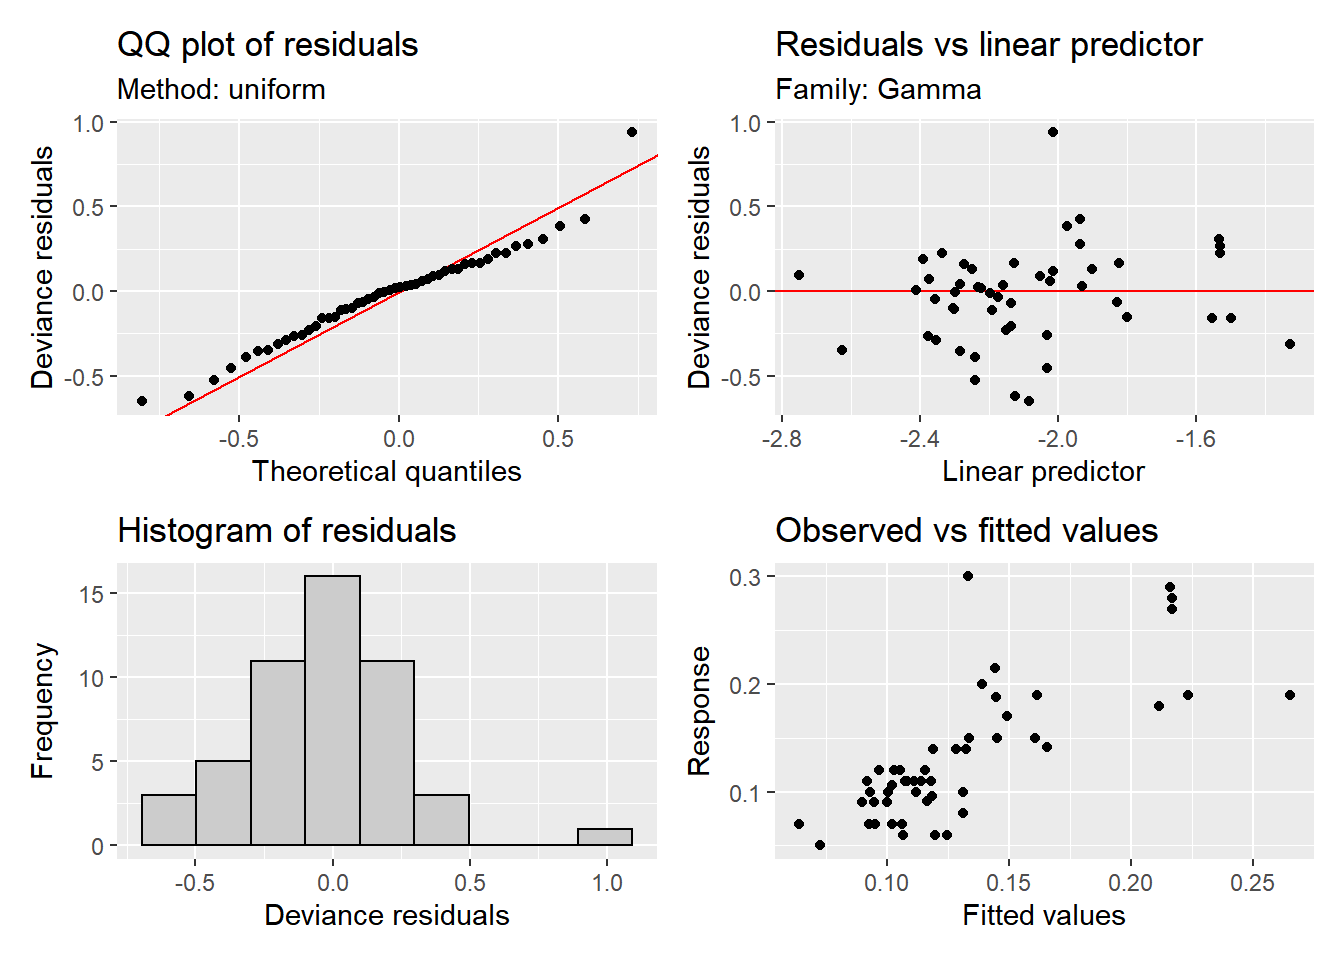 QQ plot of residuals
Method: uniform
1.0
0.5
0.0
-0.5
Deviance residuals
-0.5
0.0
0.5
Theoretical quantiles
Residuals vs linear predictor
Family: Gamma
1.0
0.5
0.0
-0.5
Deviance residuals
-2.8
-2.4
-2.0
-1.6
Linear predictor
Histogram of residuals
15
10
5
0
Frequency
-0.5
0.0
0.5
1.0
Deviance residuals
Observed vs fitted values
0.3
0.2
0.1
Response
0.10
0.15
0.20
0.25
Fitted values